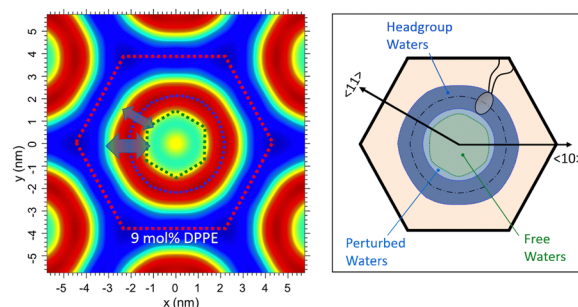 5
4
3
2
1
0
-1
-2
-3
-4
-5
y (nm)
9 mol% DPPE
-5 -4 -3 -2 -1 0 1 2 3 4 5
x (nm)
Headgroup
Waters
<11>
<10>
Perturbed
Waters
Free
Waters